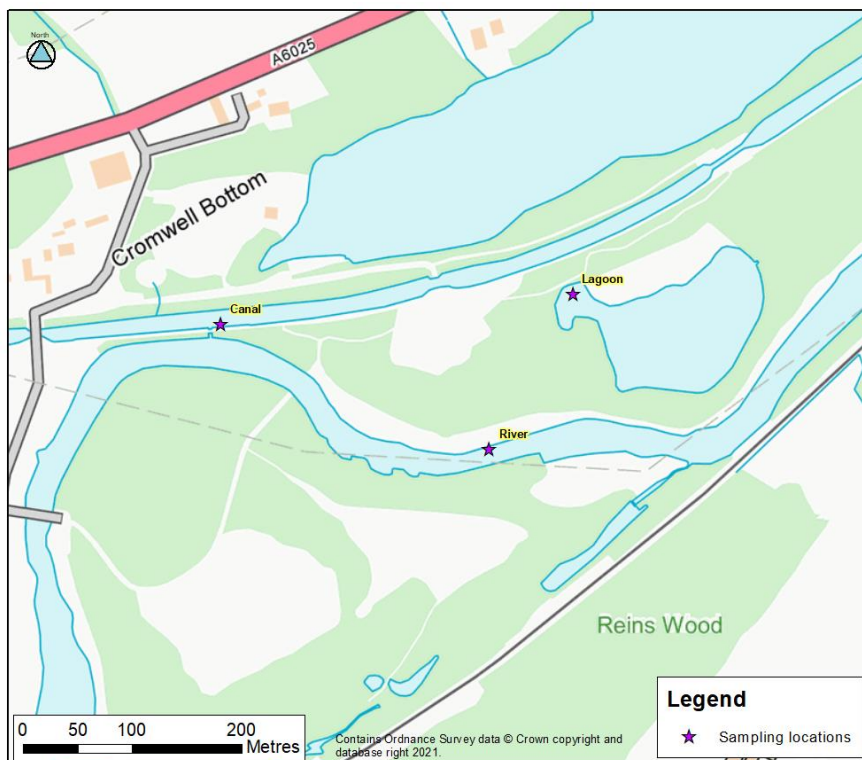 North
A6025
Cromwell Bottom
Lagoon
Canal
River
Reins Wood
Legend
Sampling locations
0 50 100 200
Metres
Contains Ordnance Survey data © Crown copyright and
database right 2021.